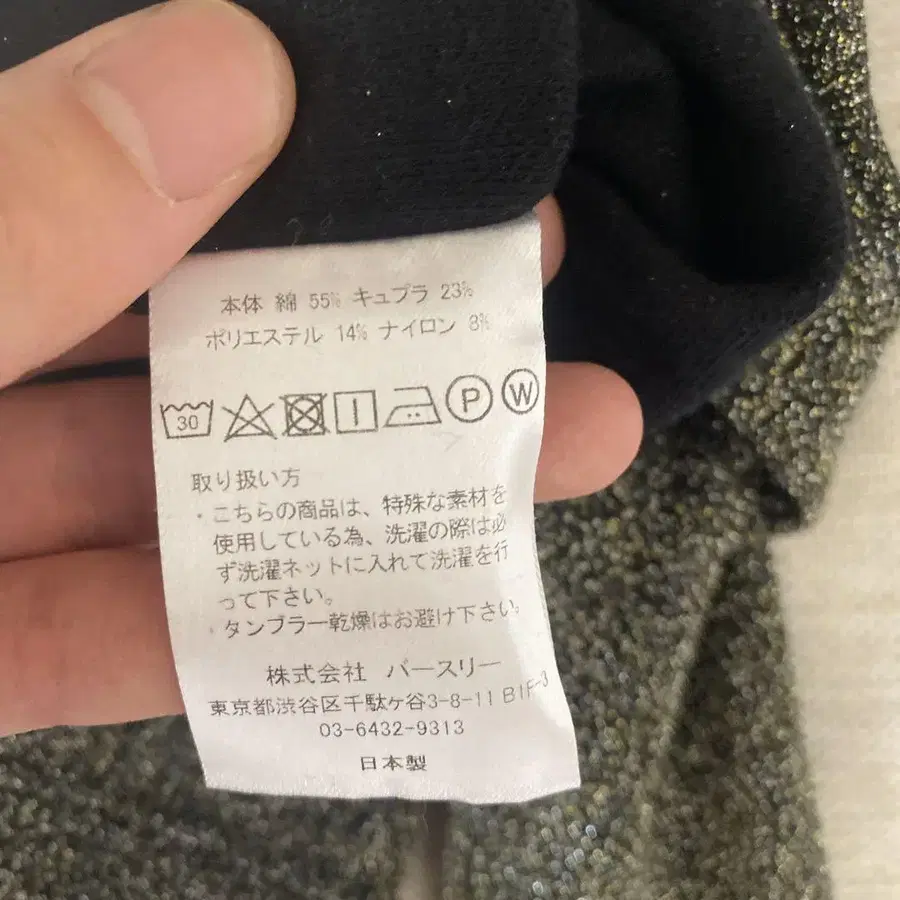 本体 綿 55% キュプラ 23%
ポリエステル 14% ナイロン 8%
30 P W
取り扱い方
・こちらの商品は、特殊な素材を
使用している為、洗濯の際は必
ず洗濯ネットに入れて洗濯を行
って下さい。
・タンブラー乾燥はお避け下さい。
株式会社 バースリー
東京都渋谷区千駄ヶ谷3-8-11 B1F-3
03-6432-9313
日本製